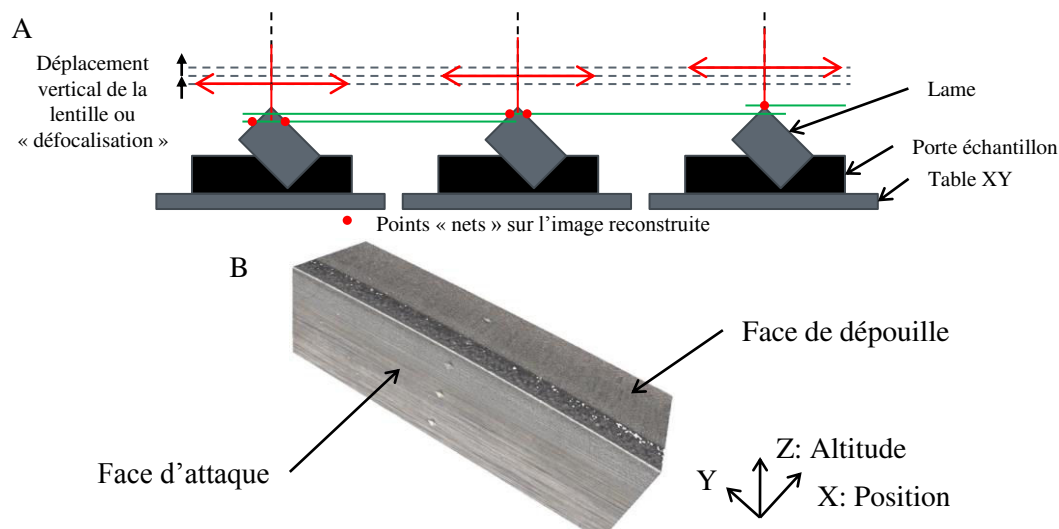 A
Déplacement
vertical de la
lentille ou
« défocalisation »
Lame
Porte échantillon
Table XY
Points « nets » sur l’image reconstruite
B
Face de dépouille
Face d’attaque
Z: Altitude
Y
X: Position